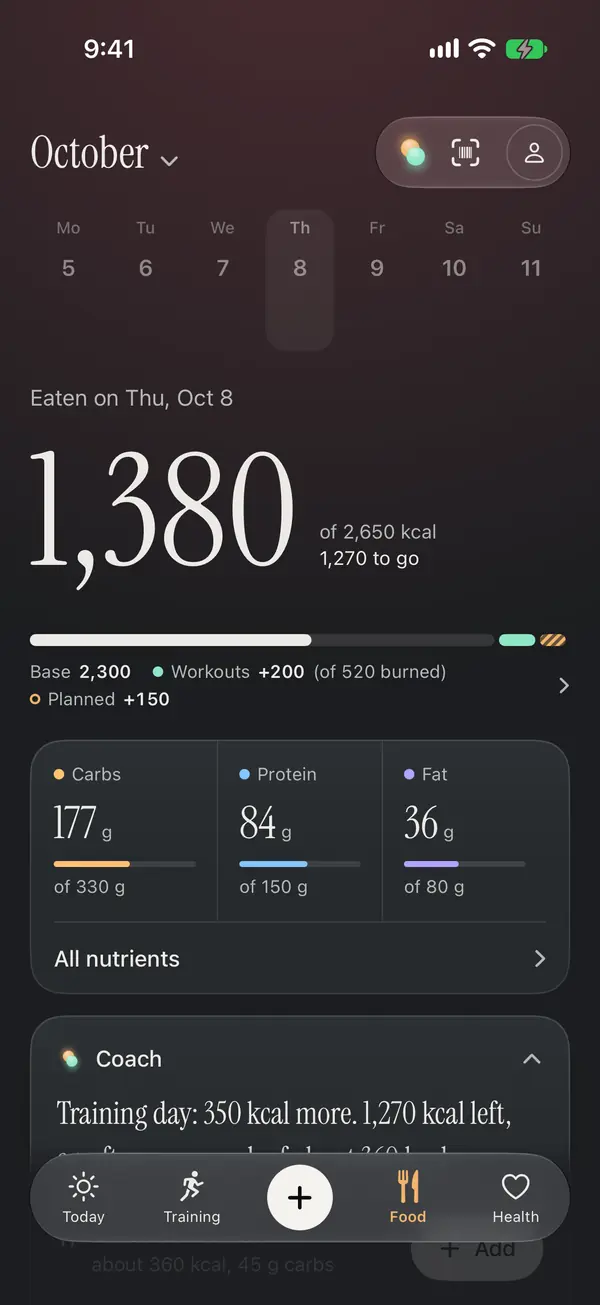 9:41
October
Mo Tu We Th Fr Sa Su
5 6 7 8 9 10 11
Eaten on Thu, Oct 8
1,380
of 2,650 kcal
1,270 to go
Base 2,300 Workouts +200 (of 520 burned)
Planned +150
Carbs Protein Fat
177 g 84 g 36 g
of 330 g of 150 g of 80 g
All nutrients
Coach
Training day: 350 kcal more. 1,270 kcal left,
Today Training Food Health
Add
about 360 kcal, 45 g carbs